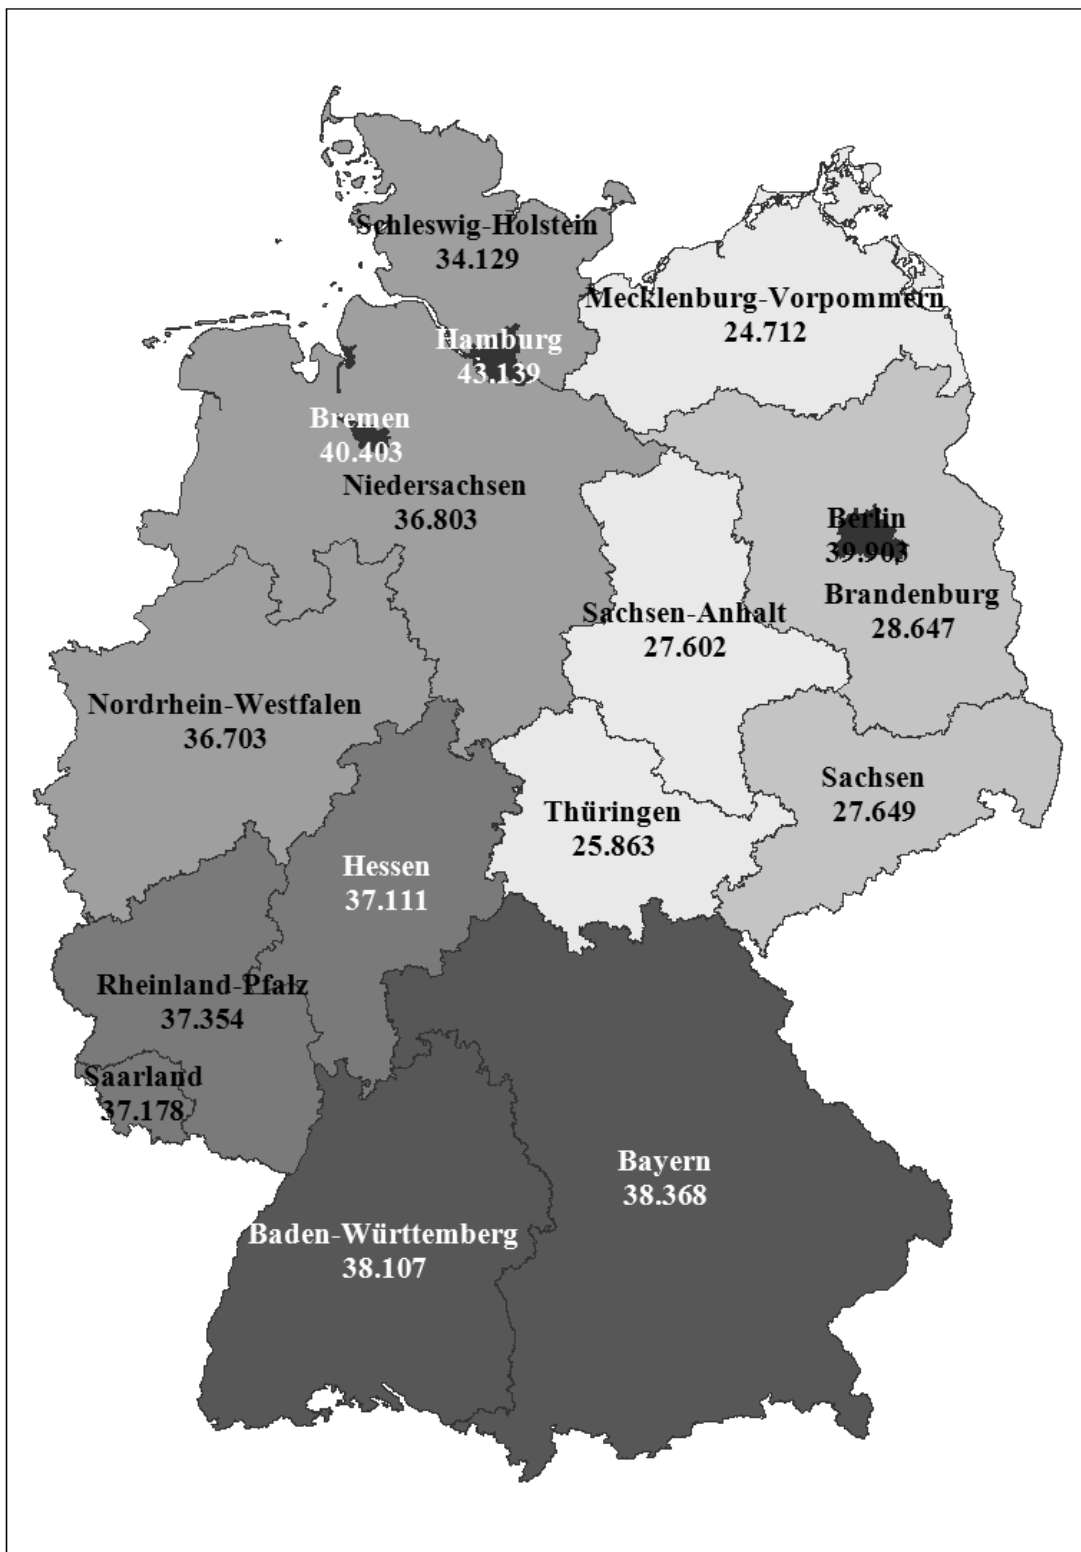 Schleswig-Holstein
34.129
Mecklenburg-Vorpommern
24.712
Hamburg
43.139
Bremen
40.403
Niedersachsen
36.803
Berlin
39.903
Brandenburg
28.647
Sachsen-Anhalt
27.602
Nordrhein-Westfalen
36.703
Sachsen
27.649
Thüringen
25.863
Hessen
37.111
Rheinland-Pfalz
37.354
Saarland
37.178
Bayern
38.368
Baden-Württemberg
38.107